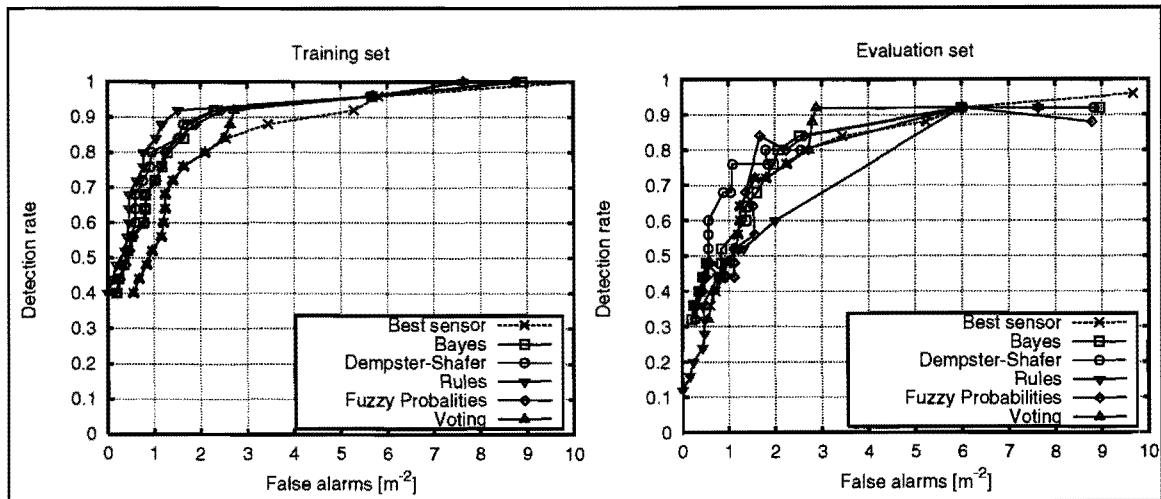 Training set
Detection rate
1
0.9
0.8
0.7
0.6
0.5
0.4
0.3
0.2
0.1
0
0 1 2 3 4 5 6 7 8 9 10
False alarms [m-2]
Best sensor
Bayes
Dempster-Shafer
Rules
Fuzzy Probalities
Voting
Evaluation set
Detection rate
1
0.9
0.8
0.7
0.6
0.5
0.4
0.3
0.2
0.1
0
0 1 2 3 4 5 6 7 8 9 10
False alarms [m-2]
Best sensor
Bayes
Dempster-Shafer
Rules
Fuzzy Probabilities
Voting